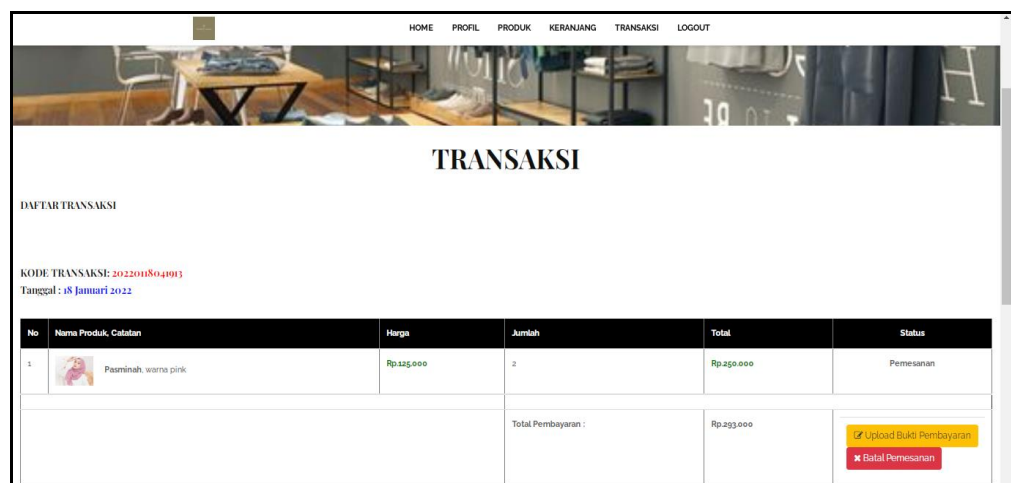 HOME PROFIL PRODUK KERANJANG TRANSAKSI LOGOUT
TRANSAKSI
DAFTAR TRANSAKSI
KODE TRANSAKSI: 20220118041913
Tanggal : 18 Januari 2022
No Nama Produk, Catatan Harga Jumlah Total Status
1 Pasminah, warna pink Rp.125.000 2 Rp.250.000 Pemesanan
Total Pembayaran : Rp.293.000 Upload Bukti Pembayaran
Batal Pemesanan